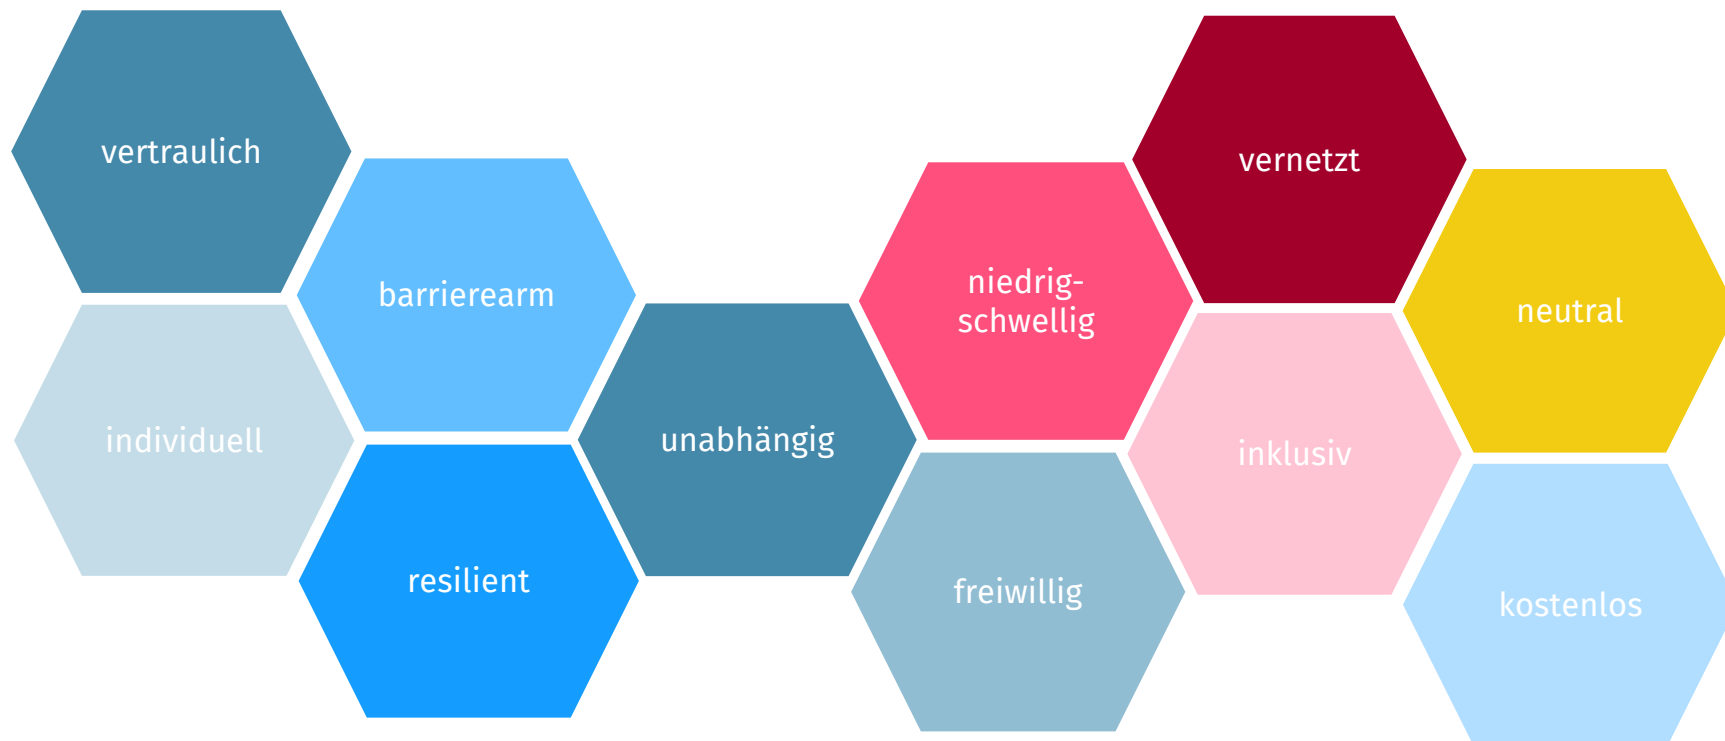 vertraulich
individuell
barrierearm
resilient
unabhängig
niedrig-
schwellig
freiwillig
vernetzt
inklusiv
neutral
kostenlos